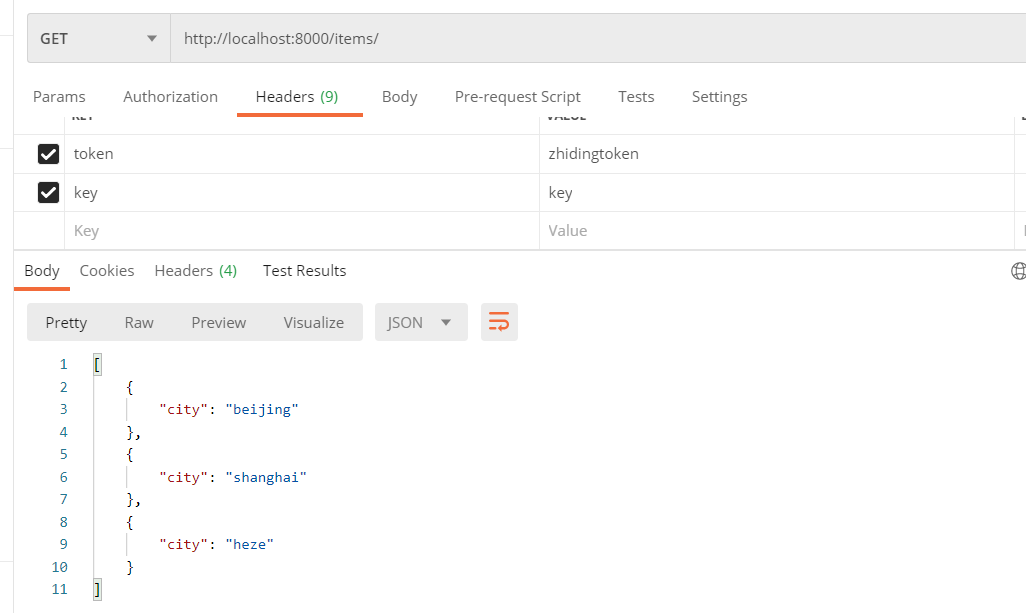 GET http://localhost:8000/items/
Params Authorization Headers (9) Body Pre-request Script Tests Settings
KEY VALUE
token zhidingtoken
key key
Key Value
Body Cookies Headers (4) Test Results
Pretty Raw Preview Visualize JSON
1 [
2 {
3 "city": "beijing"
4 },
5 {
6 "city": "shanghai"
7 },
8 {
9 "city": "heze"
10 }
11 ]